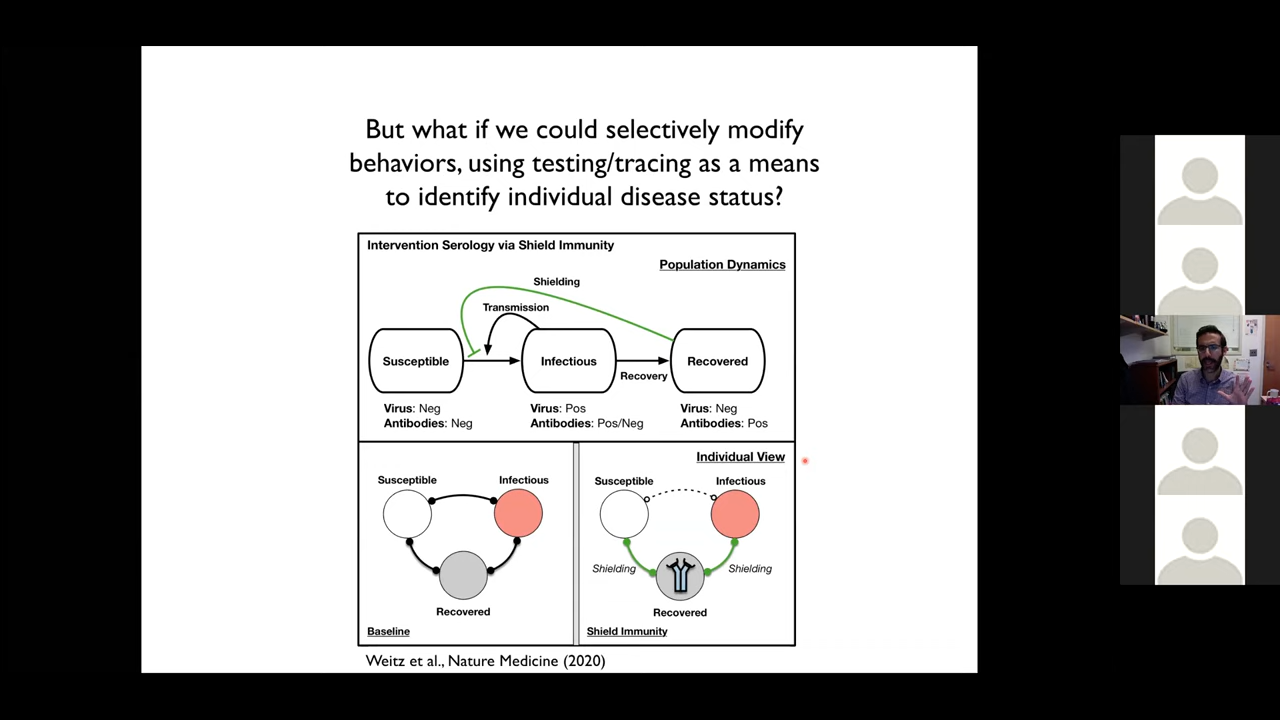 But what if we could selectively modify
behaviors, using testing/tracing as a means
to identify individual disease status?
Intervention Serology via Shield Immunity
Population Dynamics
Shielding
Transmission
Susceptible
Infectious
Recovered
Recovery
Virus: Neg
Antibodies: Neg
Virus: Pos
Antibodies: Pos/Neg
Virus: Neg
Antibodies: Pos
Individual View
Susceptible
Infectious
Recovered
Baseline
Susceptible
Infectious
Shielding
Shielding
Recovered
Shield Immunity
Weitz et al., Nature Medicine (2020)